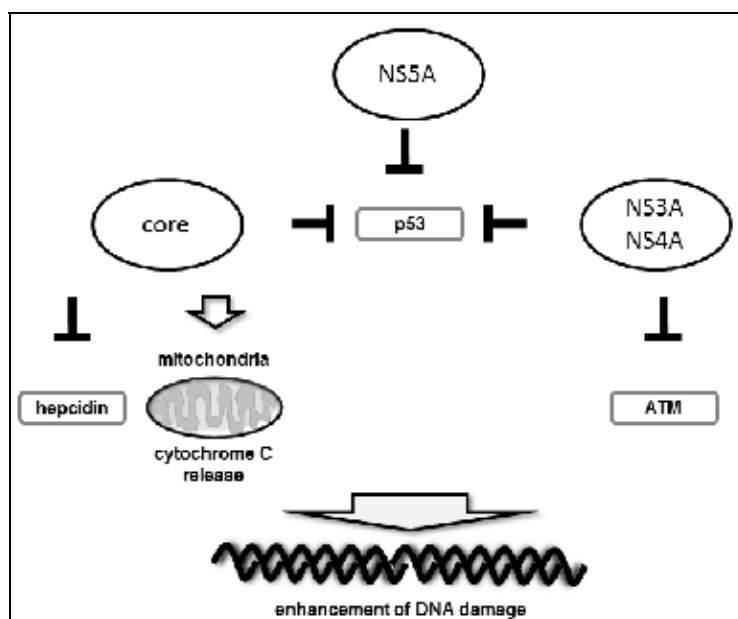 NS5A
core
p53
NS3A
NS4A
mitochondria
hepcidin
ATM
cytochrome C
release
enhancement of DNA damage